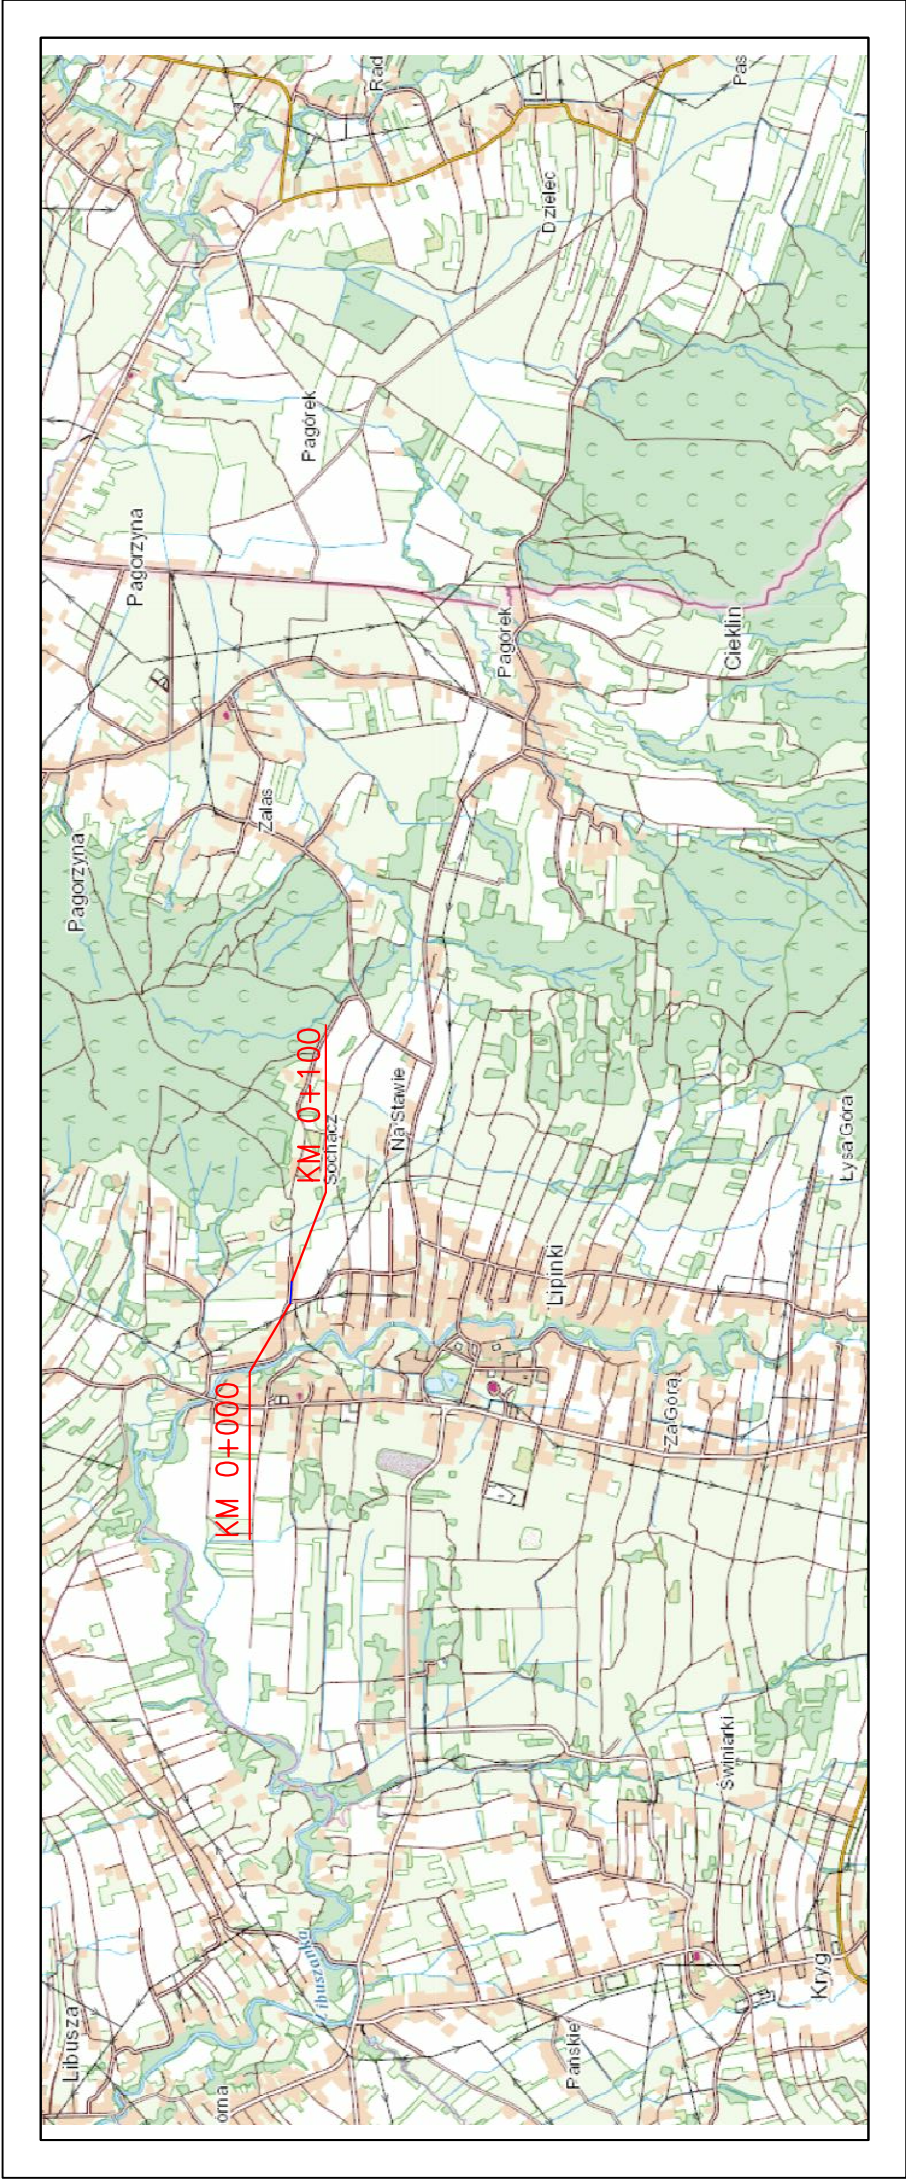 Rad
Pas
Dzielec
Pagórek
Pagorzyna
Pagórek
Cieklin
Zalas
Pagorzyna
KM 0+100
Sochacz
Na Stawie
Łysa Góra
Lipinki
KM 0+000
Za Górą
Świniarki
Libuszanka
Kryg
Libusza
Pańskie
orna